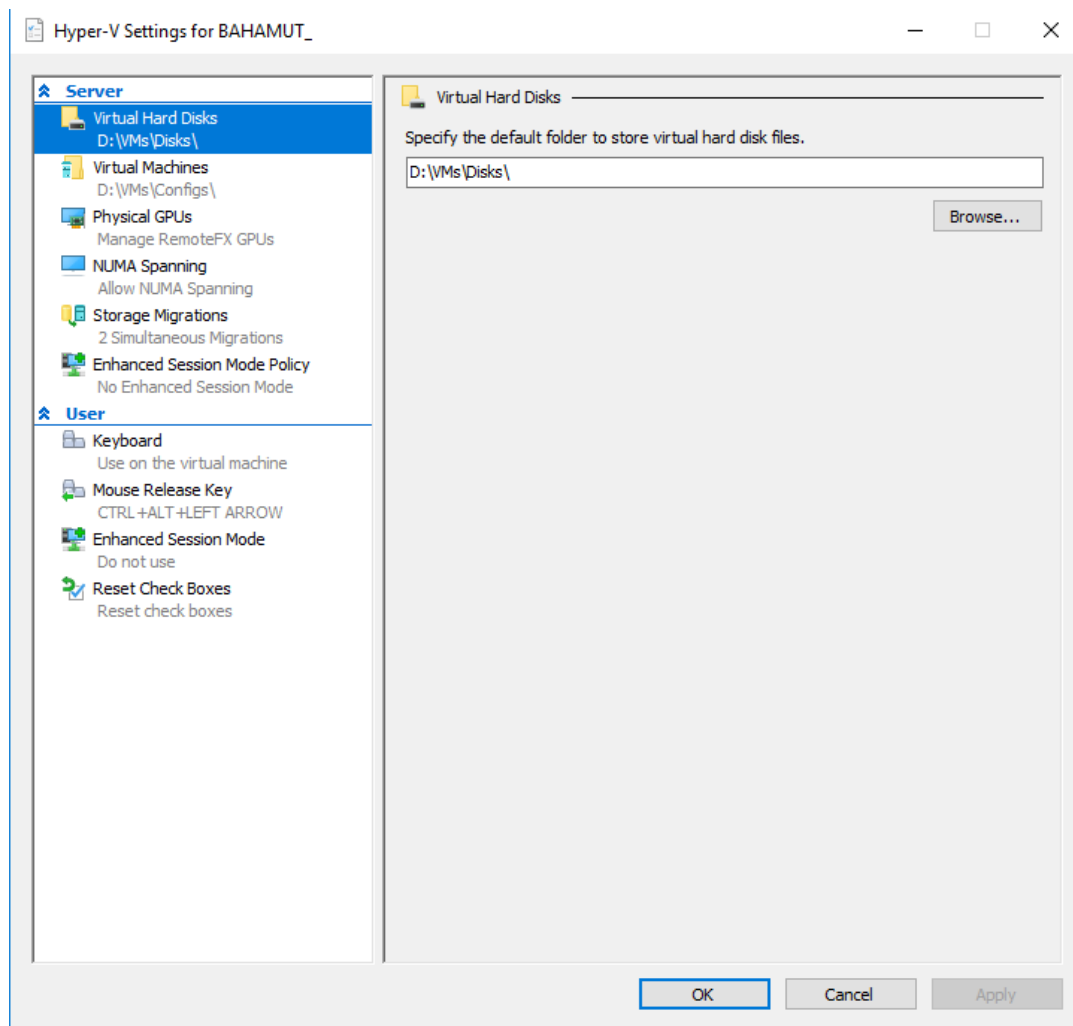 Hyper-V Settings for BAHAMUT_
Server
Virtual Hard Disks
D:\VMs\Disks\
Virtual Machines
D:\VMs\Configs\
Physical GPUs
Manage RemoteFX GPUs
NUMA Spanning
Allow NUMA Spanning
Storage Migrations
2 Simultaneous Migrations
Enhanced Session Mode Policy
No Enhanced Session Mode
User
Keyboard
Use on the virtual machine
Mouse Release Key
CTRL+ALT+LEFT ARROW
Enhanced Session Mode
Do not use
Reset Check Boxes
Reset check boxes
Virtual Hard Disks
Specify the default folder to store virtual hard disk files.
D:\VMs\Disks\
Browse...
OK
Cancel
Apply